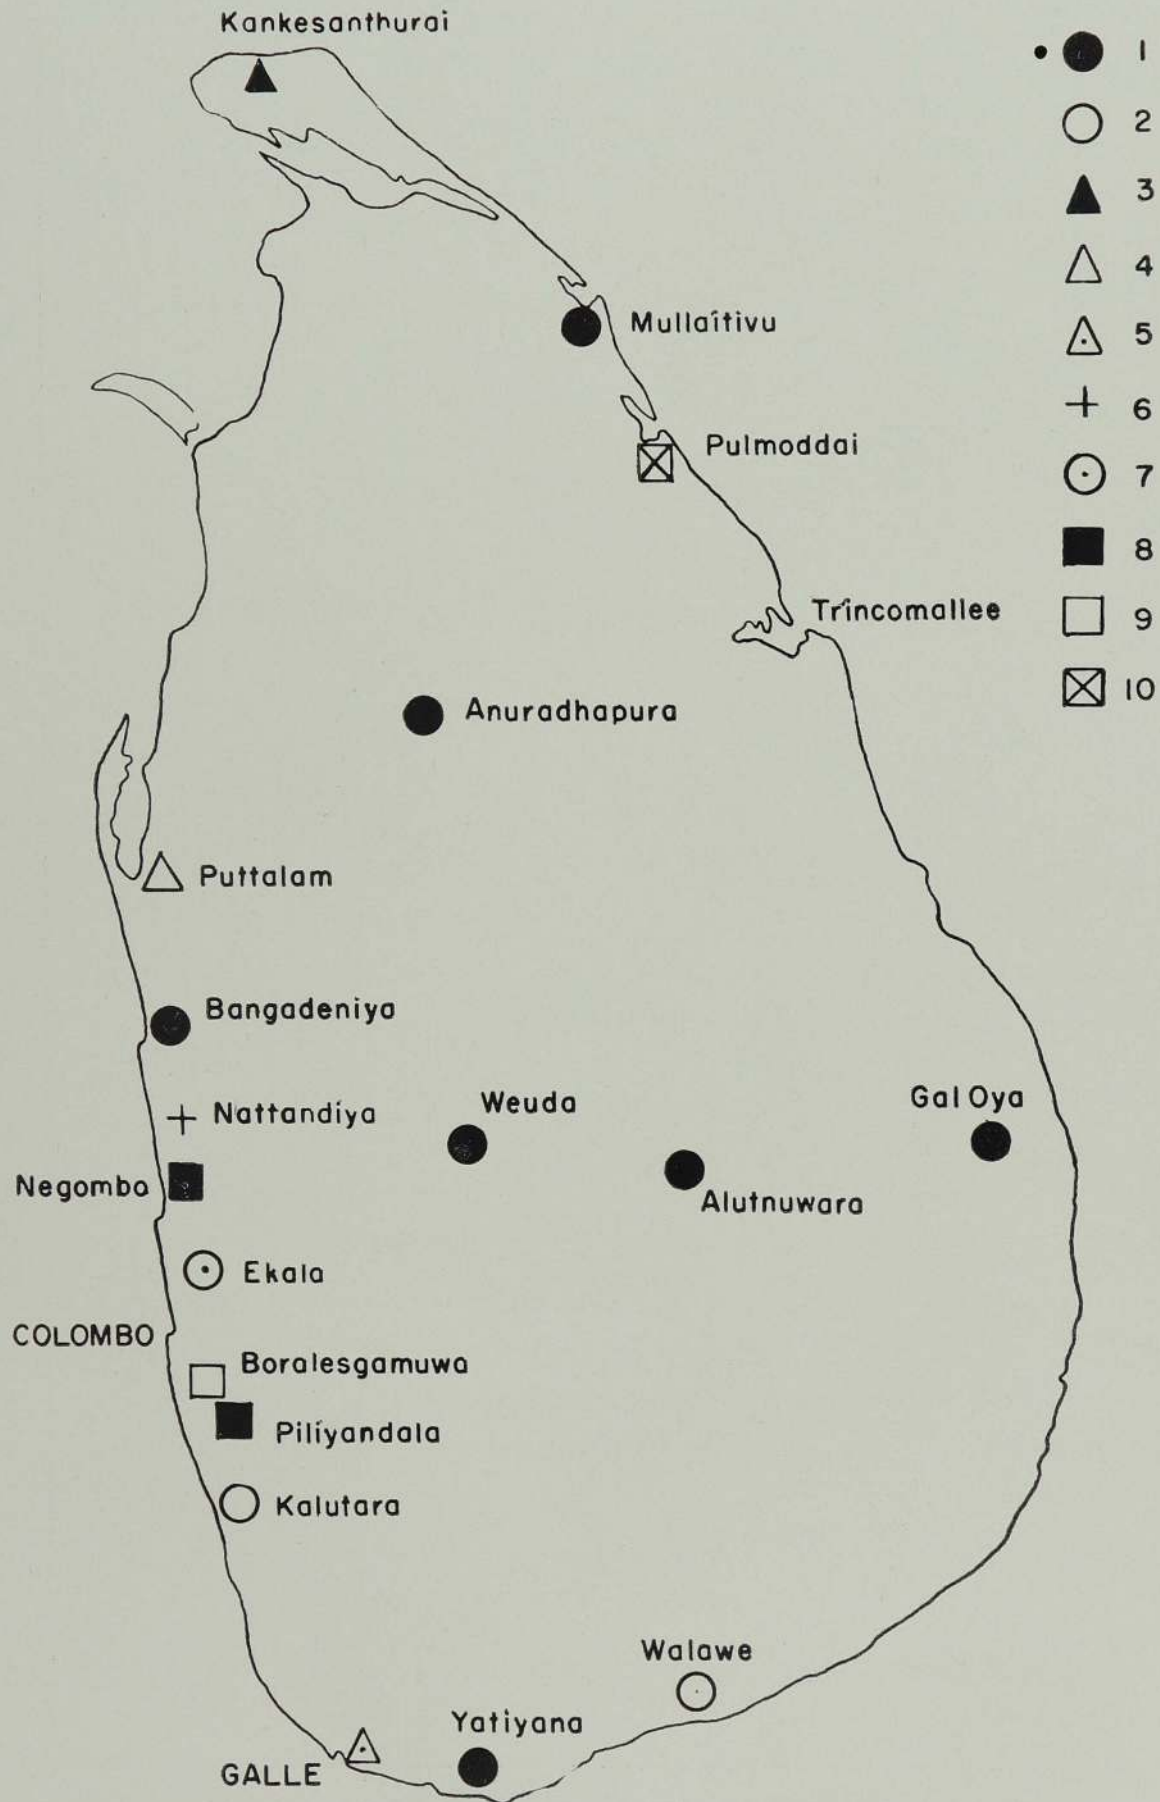 Kankesanthurai
1
2
3
4
5
6
7
8
9
10
Mullaitivu
Pulmoddai
Trincomallee
Anuradhapura
Puttalam
Bangadeniya
Nattandiya
Weuda
Gal Oya
Negombo
Alutnuwara
Ekala
COLOMBO
Boralesgamuwa
Piliyandala
Kalutara
Walawe
Yatiyana
GALLE